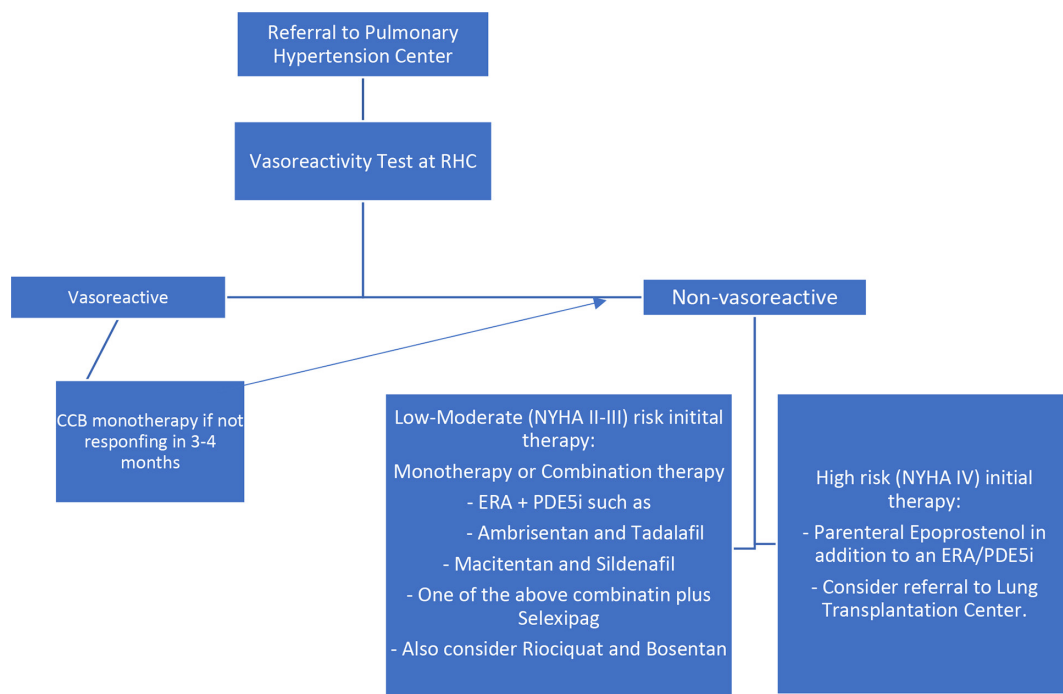 Referral to Pulmonary
Hypertension Center
Vasoreactivity Test at RHC
Vasoreactive
Non-vasoreactive
CCB monotherapy if not
responfing in 3-4
months
Low-Moderate (NYHA II-III) risk initital
therapy:
Monotherapy or Combination therapy
- ERA + PDE5i such as
Ambrisentan and Tadalafil
- Macitentan and Sildenafil
- One of the above combinatin plus
Selexipag
- Also consider Riociquat and Bosentan
High risk (NYHA IV) initial
therapy:
- Parenteral Epoprostenol in
addition to an ERA/PDE5i
- Consider referral to Lung
Transplantation Center.